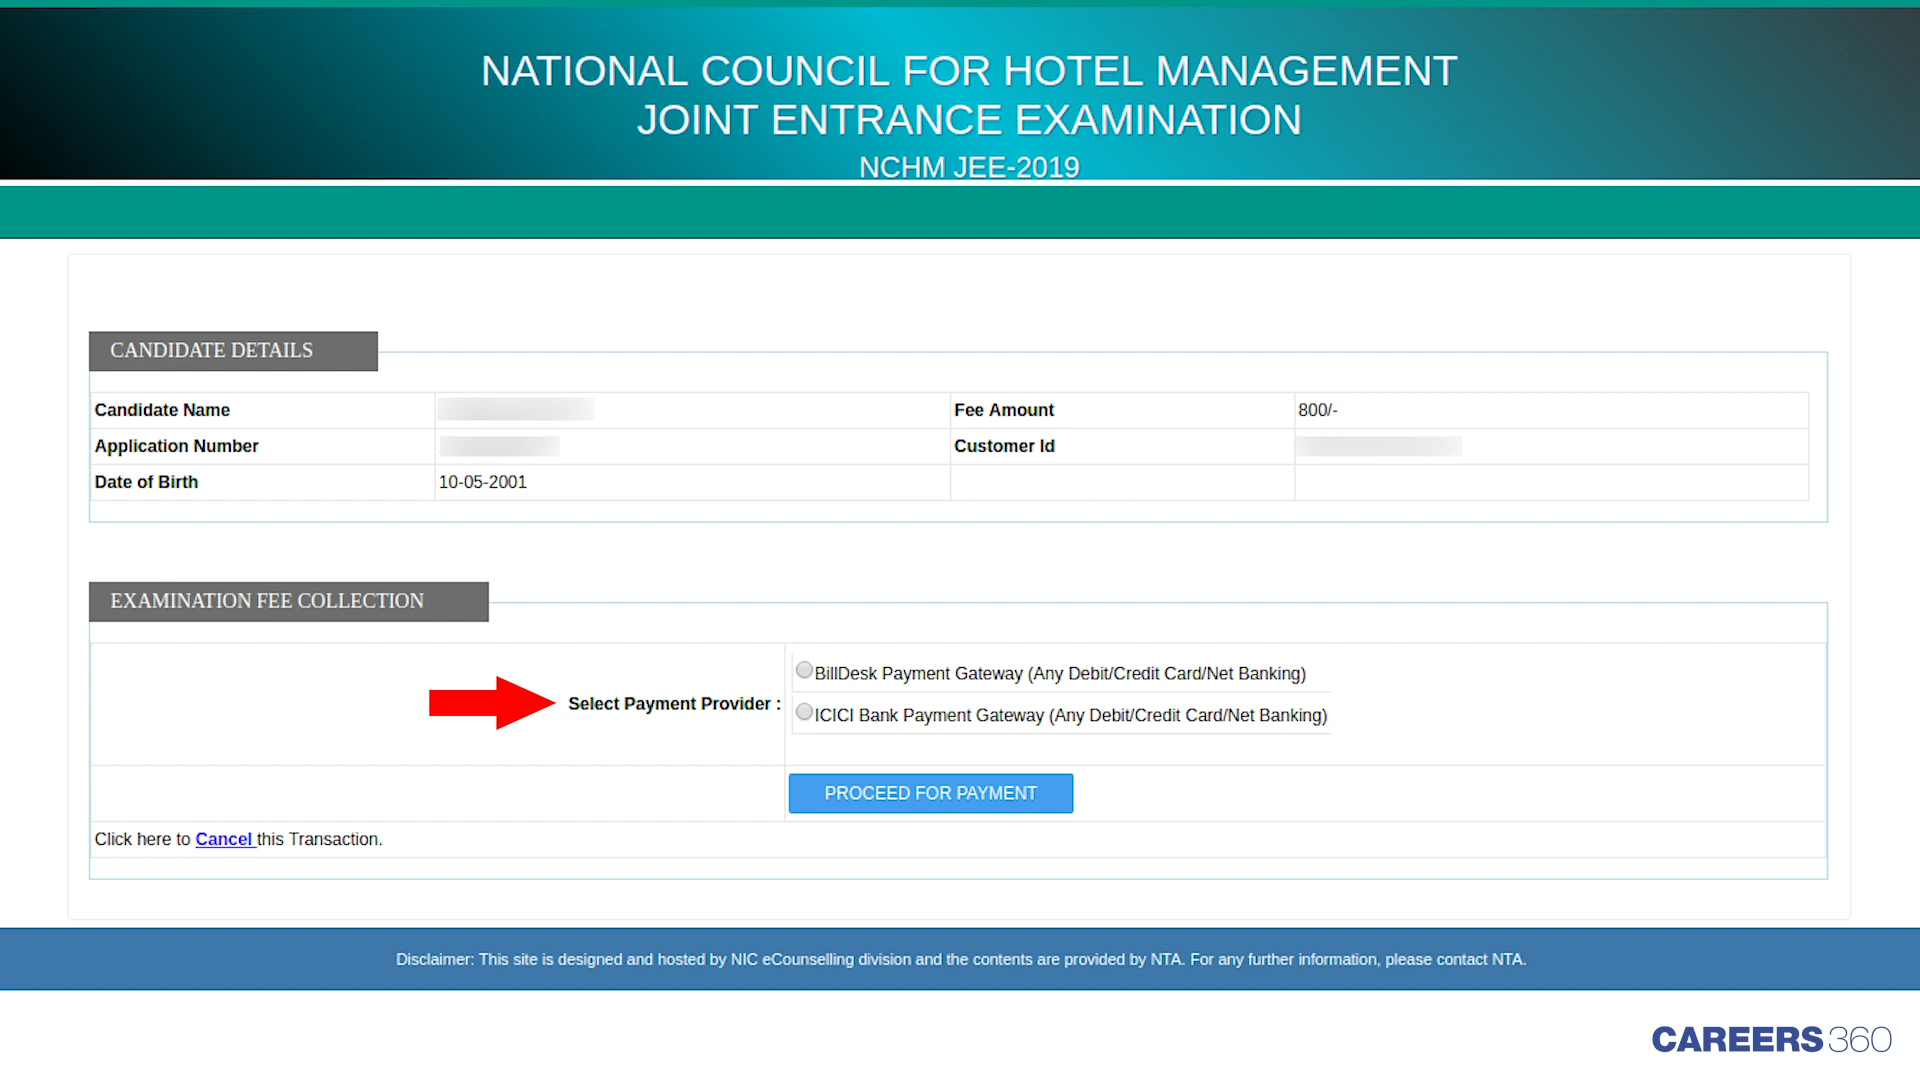 NATIONAL COUNCIL FOR HOTEL MANAGEMENT
JOINT ENTRANCE EXAMINATION
NCHM JEE-2019
CANDIDATE DETAILS
Candidate Name Fee Amount 800/-
Application Number Customer Id
Date of Birth 10-05-2001
EXAMINATION FEE COLLECTION
BillDesk Payment Gateway (Any Debit/Credit Card/Net Banking)
Select Payment Provider :
ICICI Bank Payment Gateway (Any Debit/Credit Card/Net Banking)
PROCEED FOR PAYMENT
Click here to Cancel this Transaction.
Disclaimer: This site is designed and hosted by NIC eCounselling division and the contents are provided by NTA. For any further information, please contact NTA.
CAREERS360